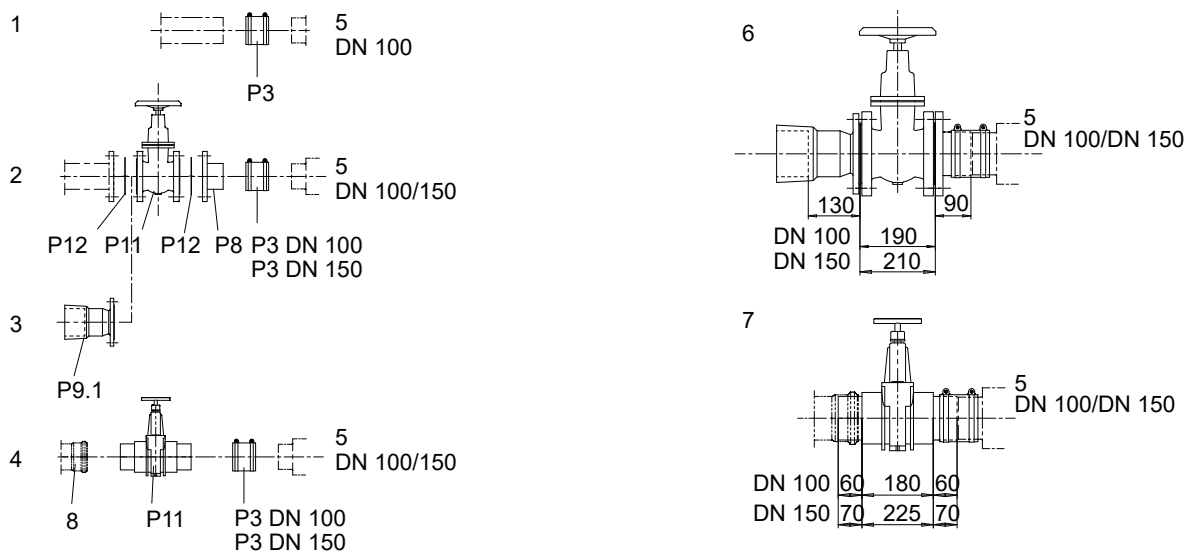 1
5
DN 100
P3
2
5
DN 100/150
P12 P11 P12 P8 P3 DN 100
P3 DN 150
3
P9.1
4
5
DN 100/150
8 P11 P3 DN 100
P3 DN 150
6
5
DN 100/DN 150
130 90
DN 100 190
DN 150 210
7
5
DN 100/DN 150
DN 100 60 180 60
DN 150 70 225 70